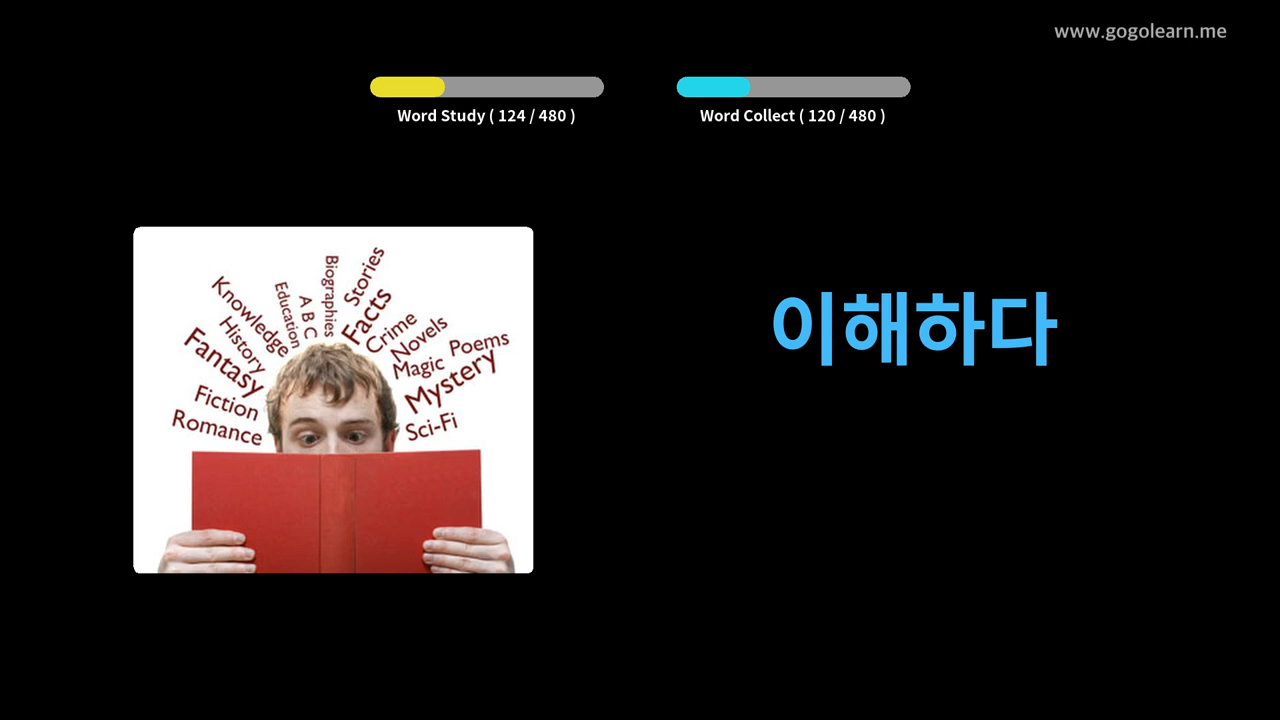 www.gogolearn.me
Word Study ( 124 / 480 )
Word Collect ( 120 / 480 )
이해하다
Knowledge
History
Fantasy
Fiction
Romance
Education
A B C
Biographies
Stories
Facts
Crime
Novels
Magic
Poems
Mystery
Sci-Fi